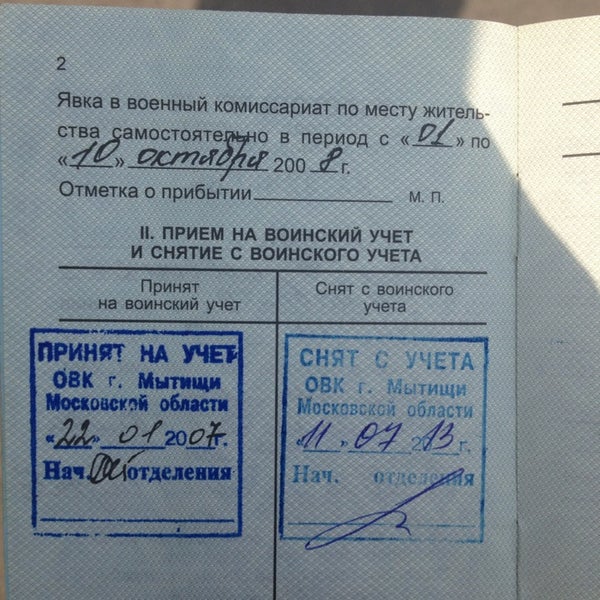 2
Явка в военный комиссариат по месту житель-
ства самостоятельно в период с «01» по
«10» октября 2008 г.
Отметка о прибытии М. П.
II. ПРИЕМ НА ВОИНСКИЙ УЧЕТ
И СНЯТИЕ С ВОИНСКОГО УЧЕТА
Принят
на воинский учет
Снят с воинского
учета
ПРИНЯТ НА УЧЕТ
ОВК г. Мытищи
Московской области
«22» 01 2007г.
Нач. отделения
СНЯТ С УЧЕТА
ОВК г. Мытищи
Московской области
«11» 07 213г.
Нач. отделения